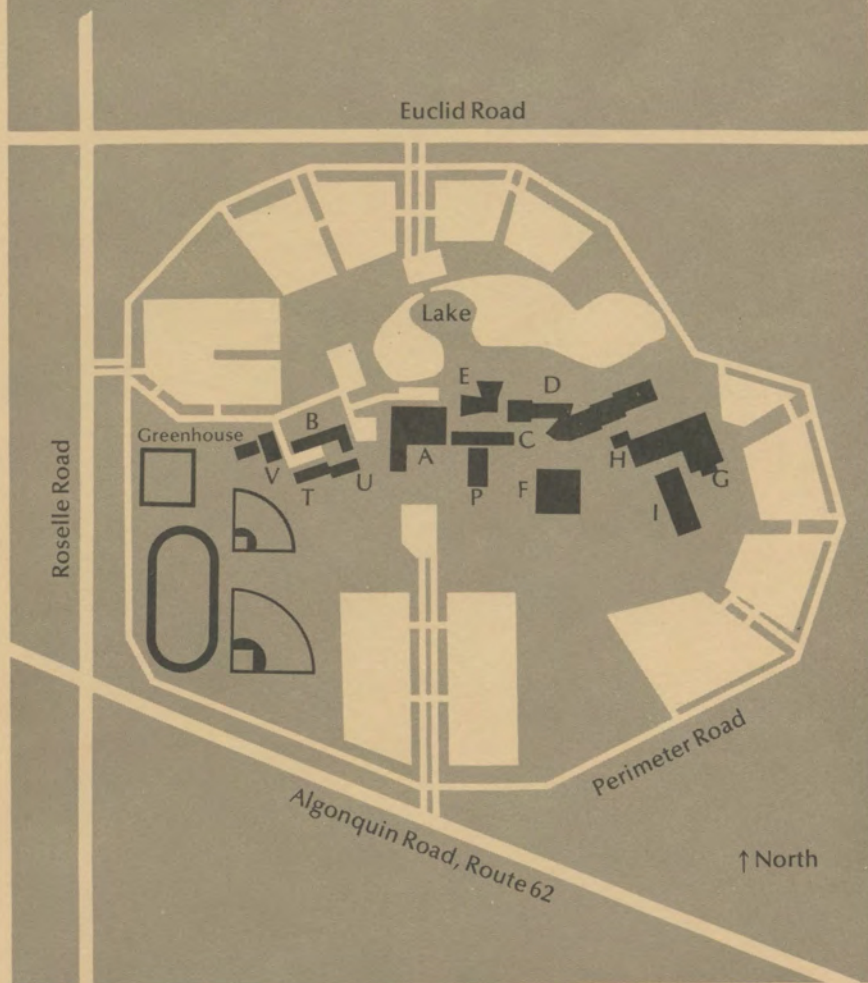 Euclid Road
Lake
E
D
B
Greenhouse
C
A
H
V
U
G
T
P
F
I
Roselle Road
Perimeter Road
Algonquin Road, Route 62
↑ North